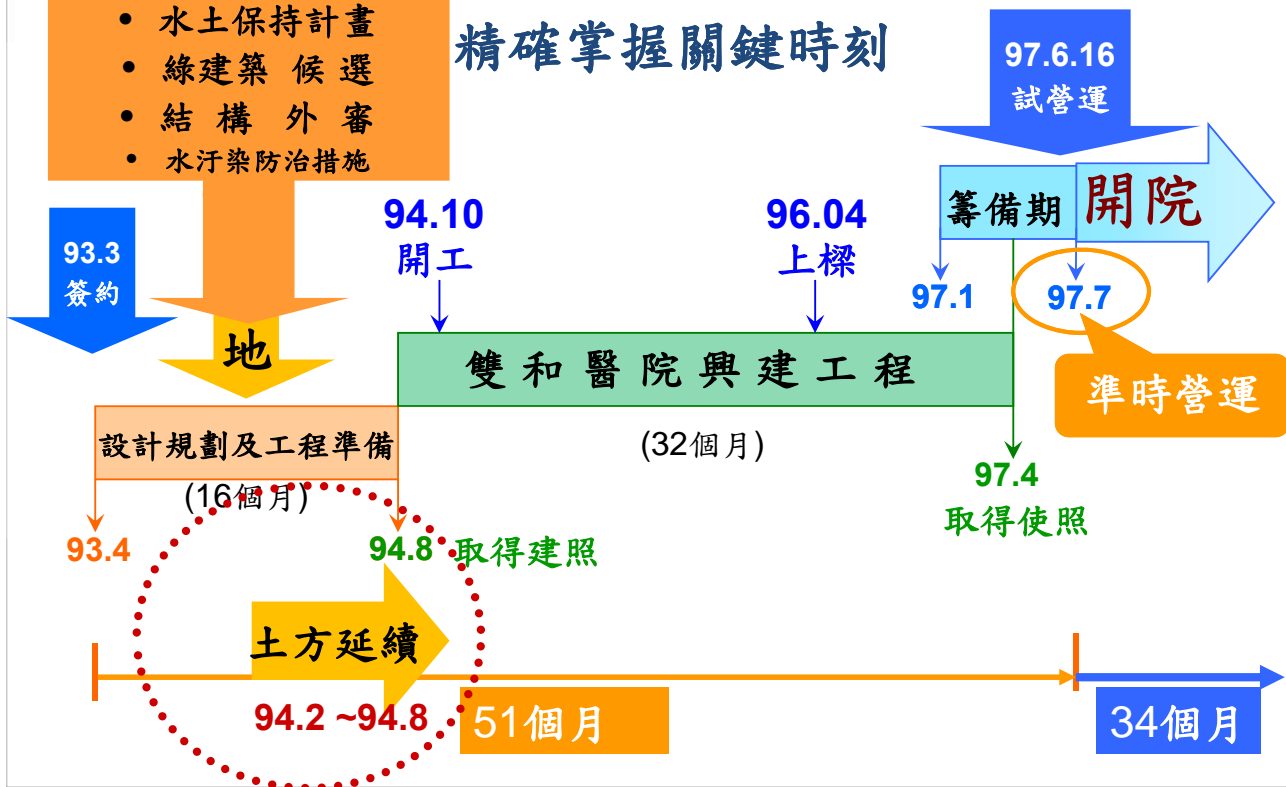 • 水土保持計畫
• 綠建築 候 選
• 結 構 外 審
• 水汙染防治措施
精確掌握關鍵時刻
97.6.16
試營運
93.3
簽約
地
94.10
開工
96.04
上樑
籌備期
開院
97.1
97.7
準時營運
雙 和 醫 院 興 建 工 程
(32個月)
設計規劃及工程準備
(16個月)
93.4
94.8 取得建照
97.4
取得使照
土方延續
94.2 ~94.8
51個月
34個月